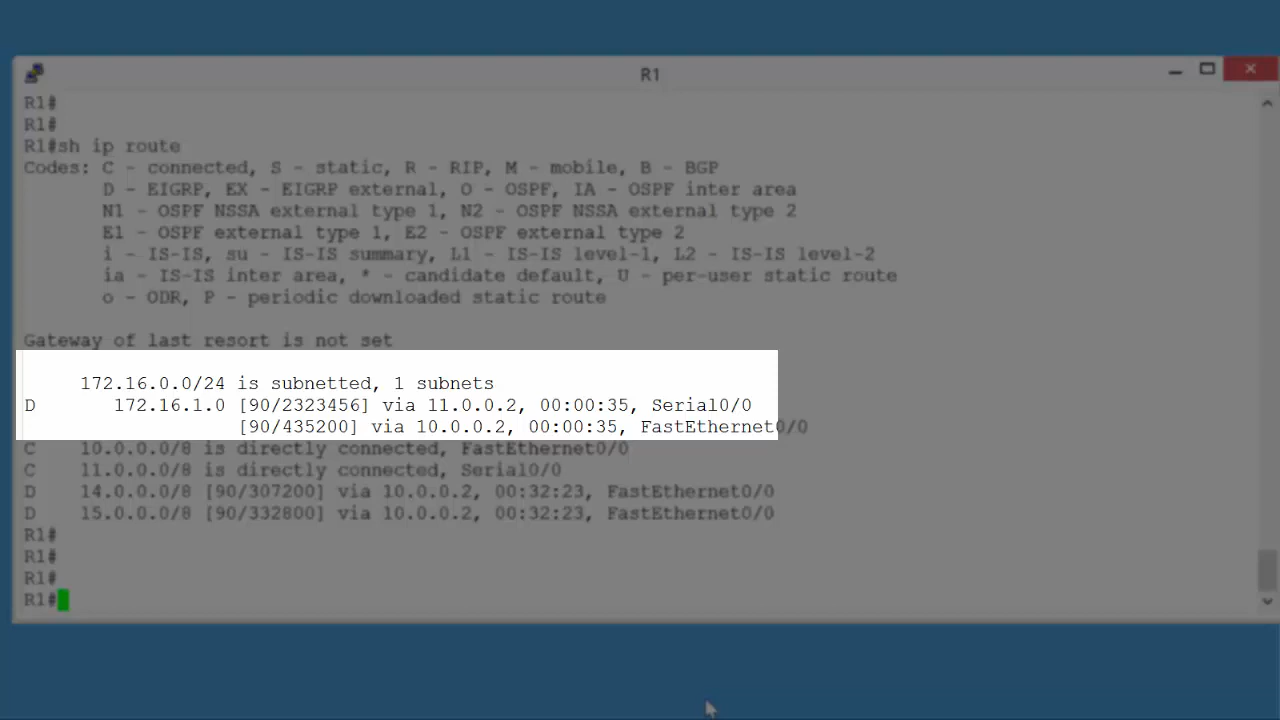 R1
R1#
R1#
R1#sh ip route
Codes: C - connected, S - static, R - RIP, M - mobile, B - BGP
D - EIGRP, EX - EIGRP external, O - OSPF, IA - OSPF inter area
N1 - OSPF NSSA external type 1, N2 - OSPF NSSA external type 2
E1 - OSPF external type 1, E2 - OSPF external type 2
i - IS-IS, su - IS-IS summary, L1 - IS-IS level-1, L2 - IS-IS level-2
ia - IS-IS inter area, * - candidate default, U - per-user static route
o - ODR, P - periodic downloaded static route
Gateway of last resort is not set
172.16.0.0/24 is subnetted, 1 subnets
D 172.16.1.0 [90/2323456] via 11.0.0.2, 00:00:35, Serial0/0
[90/435200] via 10.0.0.2, 00:00:35, FastEthernet0/0
C 10.0.0.0/8 is directly connected, FastEthernet0/0
C 11.0.0.0/8 is directly connected, Serial0/0
D 14.0.0.0/8 [90/307200] via 10.0.0.2, 00:32:23, FastEthernet0/0
D 15.0.0.0/8 [90/332800] via 10.0.0.2, 00:32:23, FastEthernet0/0
R1#
R1#
R1#
R1#